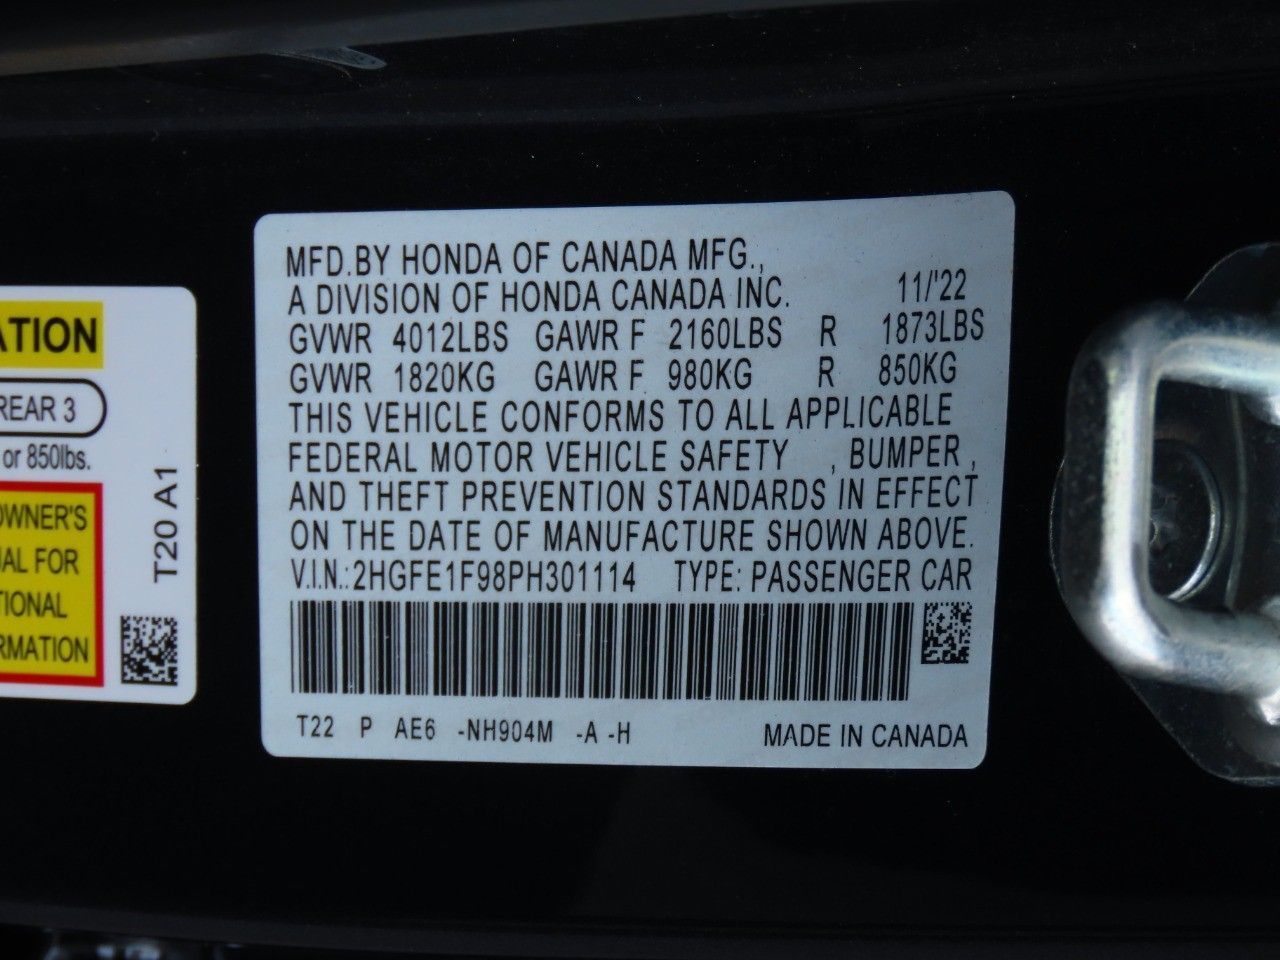 MFD.BY HONDA OF CANADA MFG.,
A DIVISION OF HONDA CANADA INC. 11/'22
GVWR 4012LBS GAWR F 2160LBS R 1873LBS
GVWR 1820KG GAWR F 980KG R 850KG
THIS VEHICLE CONFORMS TO ALL APPLICABLE
FEDERAL MOTOR VEHICLE SAFETY , BUMPER ,
AND THEFT PREVENTION STANDARDS IN EFFECT
ON THE DATE OF MANUFACTURE SHOWN ABOVE.
V.I.N.:2HGFE1F98PH301114 TYPE: PASSENGER CAR
T22 P AE6 -NH904M -A -H MADE IN CANADA
ATION
REAR 3
or 850lbs.
OWNER'S
UAL FOR
TIONAL
RMATION
T20 A1